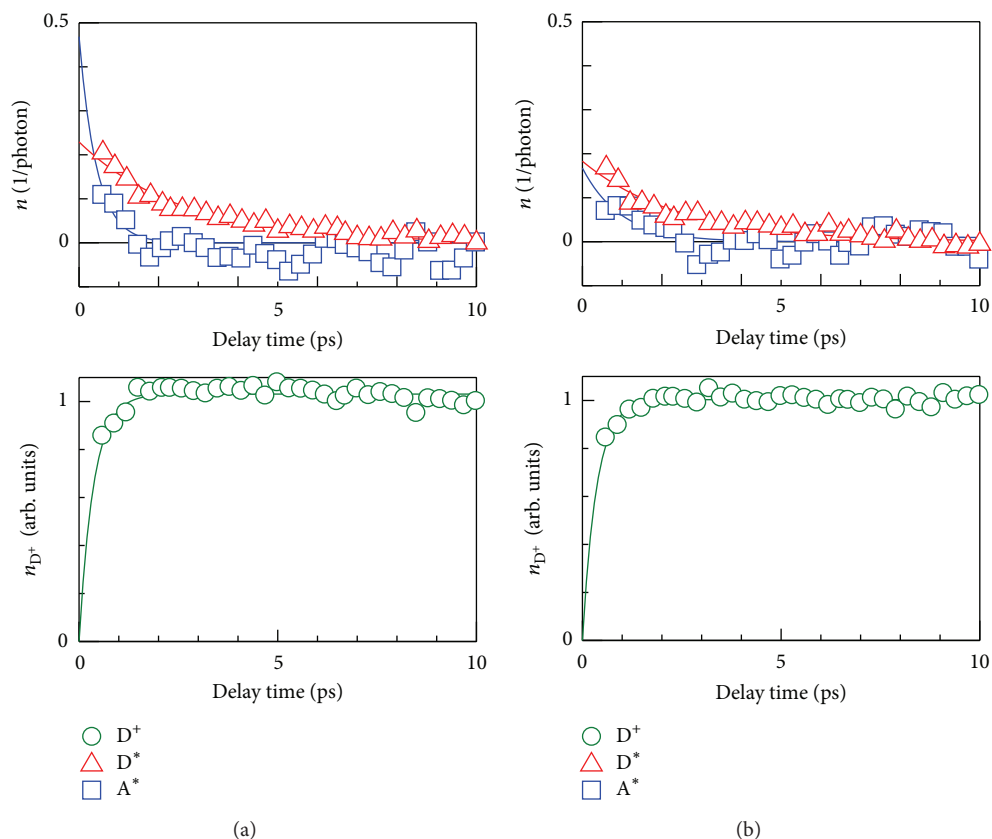 0.5
n (1/photon)
0
0 5 10
Delay time (ps)
1
n_D+ (arb. units)
0
0 5 10
Delay time (ps)
D+
D*
A*
(a)
0.5
n (1/photon)
0
0 5 10
Delay time (ps)
1
n_D+ (arb. units)
0
0 5 10
Delay time (ps)
D+
D*
A*
(b)